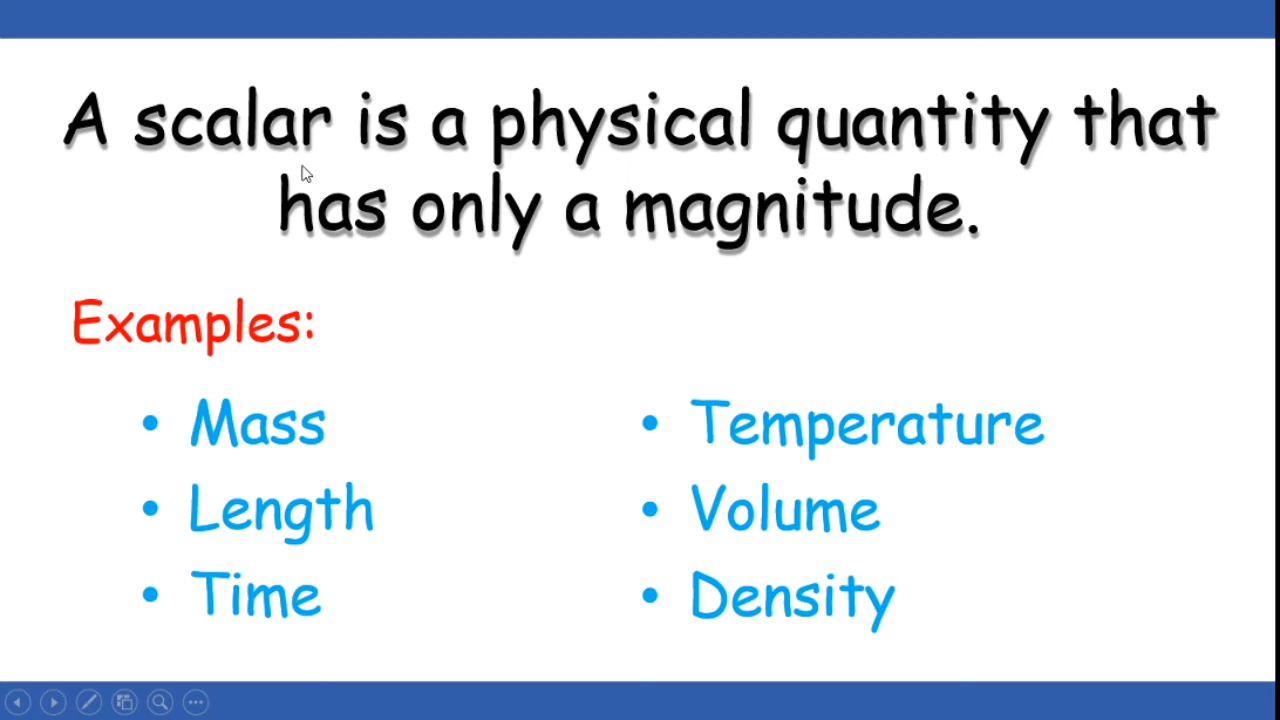 A scalar is a physical quantity that
has only a magnitude.
Examples:
• Mass
• Length
• Time
• Temperature
• Volume
• Density